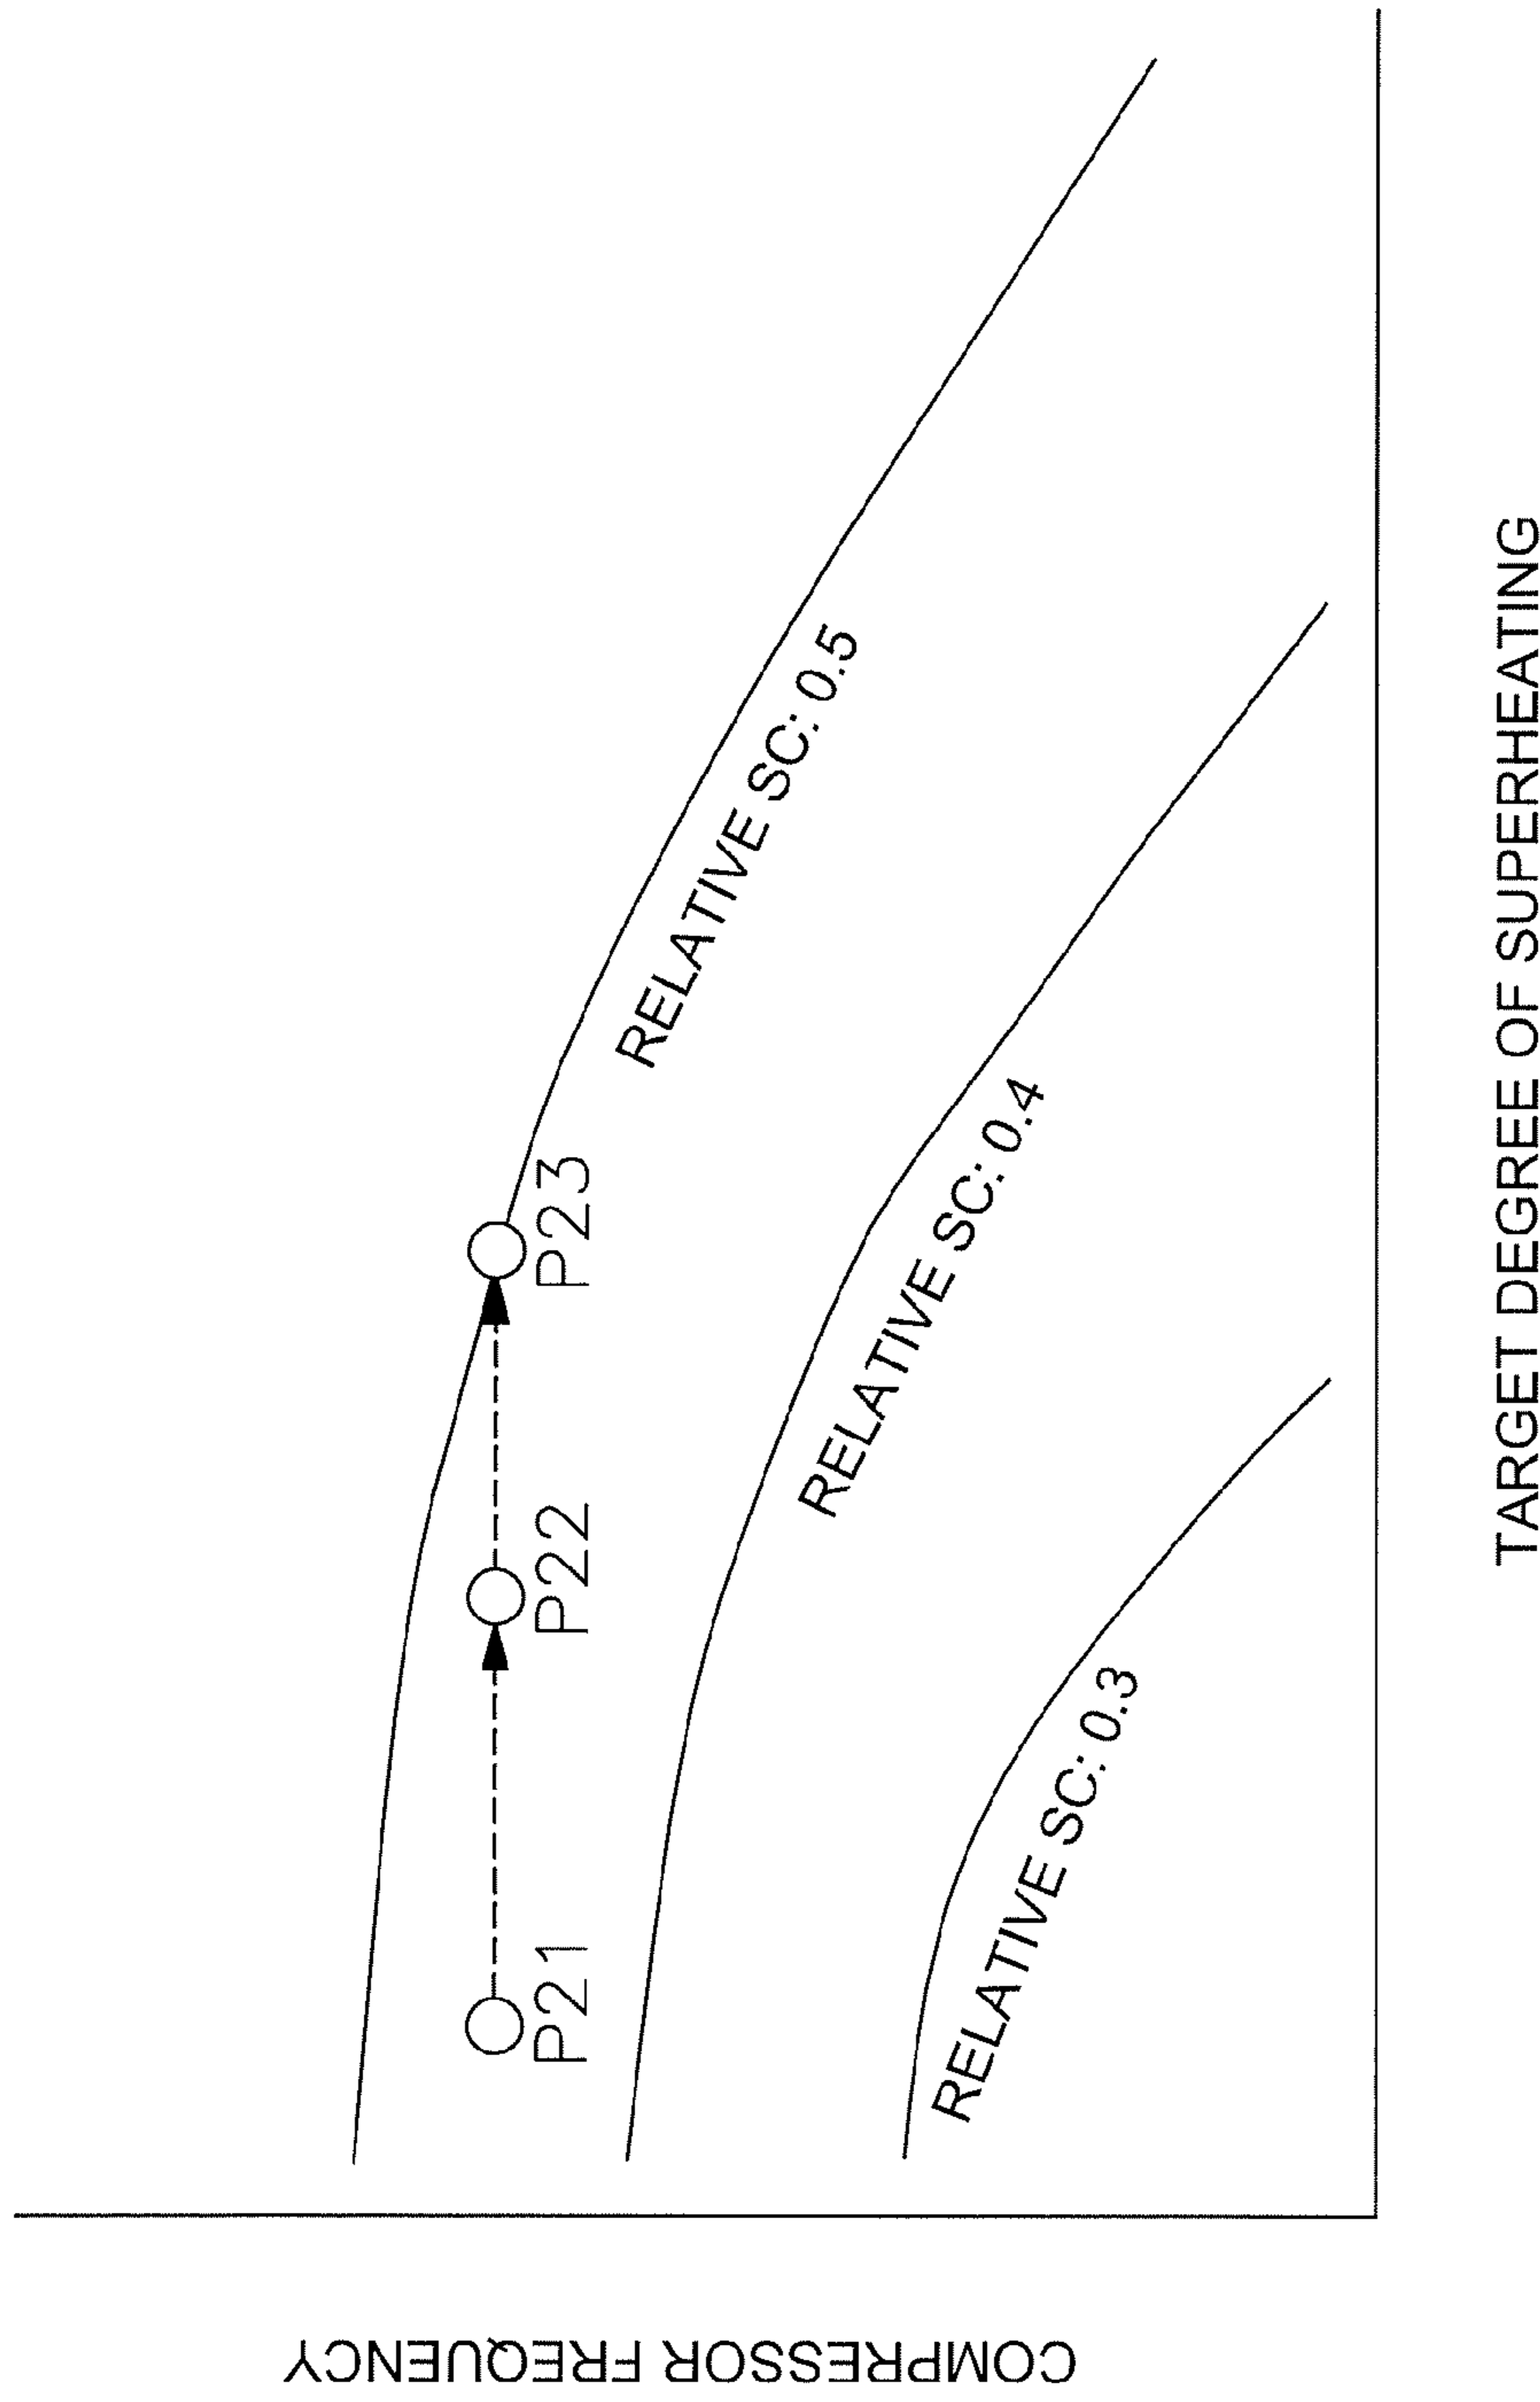 COMPRESSOR FREQUENCY
P21
P22
P23
RELATIVE SC: 0.5
RELATIVE SC: 0.4
RELATIVE SC: 0.3
TARGET DEGREE OF SUPERHEATING